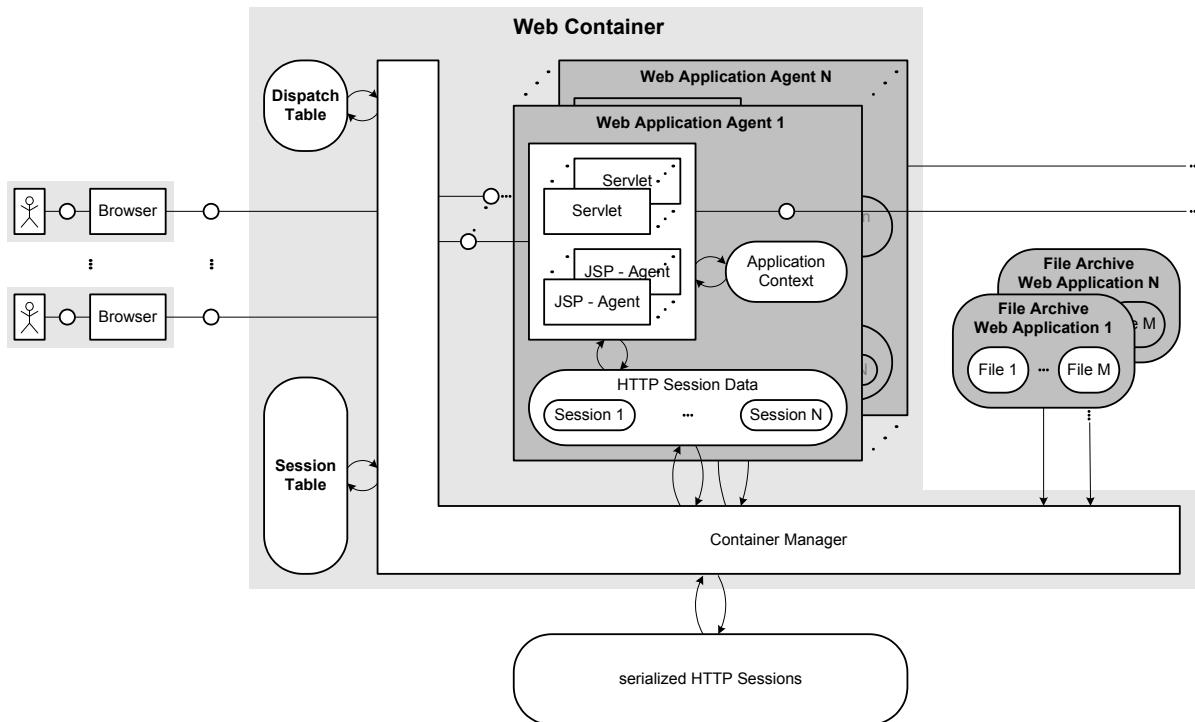 Web Container
Web Application Agent N
Dispatch
Table
Web Application Agent 1
Servlet
Servlet
Browser
...
JSP - Agent
JSP - Agent
Application
Context
File Archive
Web Application N
File Archive
Web Application 1
File 1
...
File M
Browser
HTTP Session Data
Session 1
...
Session N
Session
Table
Container Manager
serialized HTTP Sessions